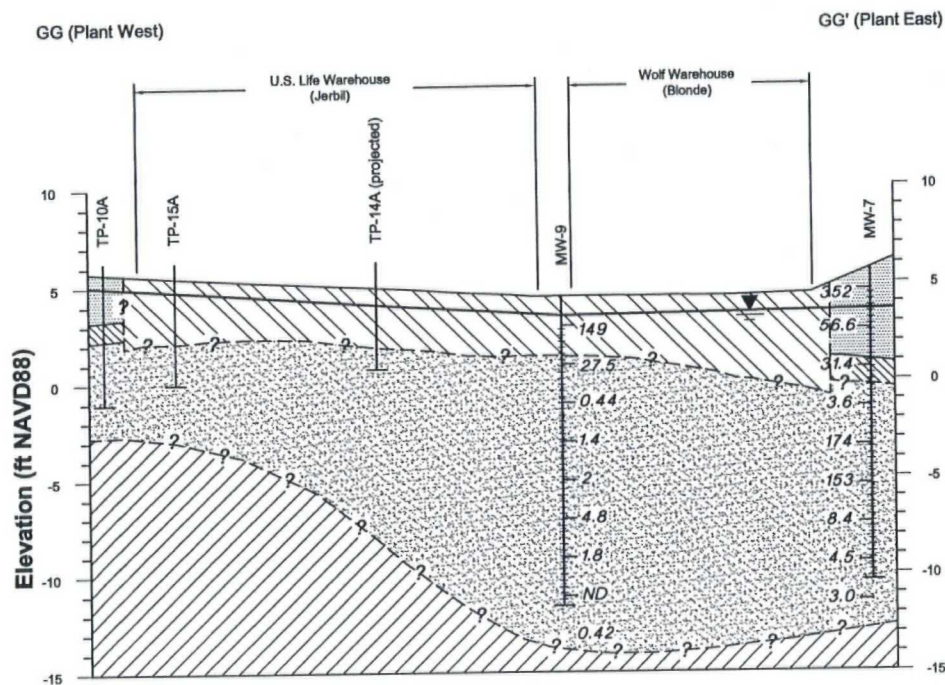 GG (Plant West)
GG' (Plant East)
U.S. Life Warehouse
(Jerbil)
Wolf Warehouse
(Blonde)
TP-10A
TP-15A
TP-14A (projected)
MW-9
MW-7
Elevation (ft NAVD88)
10
5
0
-5
-10
-15
10
5
0
-5
-10
-15
149
27.5
0.44
1.4
2
4.8
1.8
ND
0.42
352
56.6
31.4
3.6
174
153
8.4
4.5
3.0
? ? ? ? ? ? ? ? ?
? ? ? ? ? ? ? ? ? ? ? ?